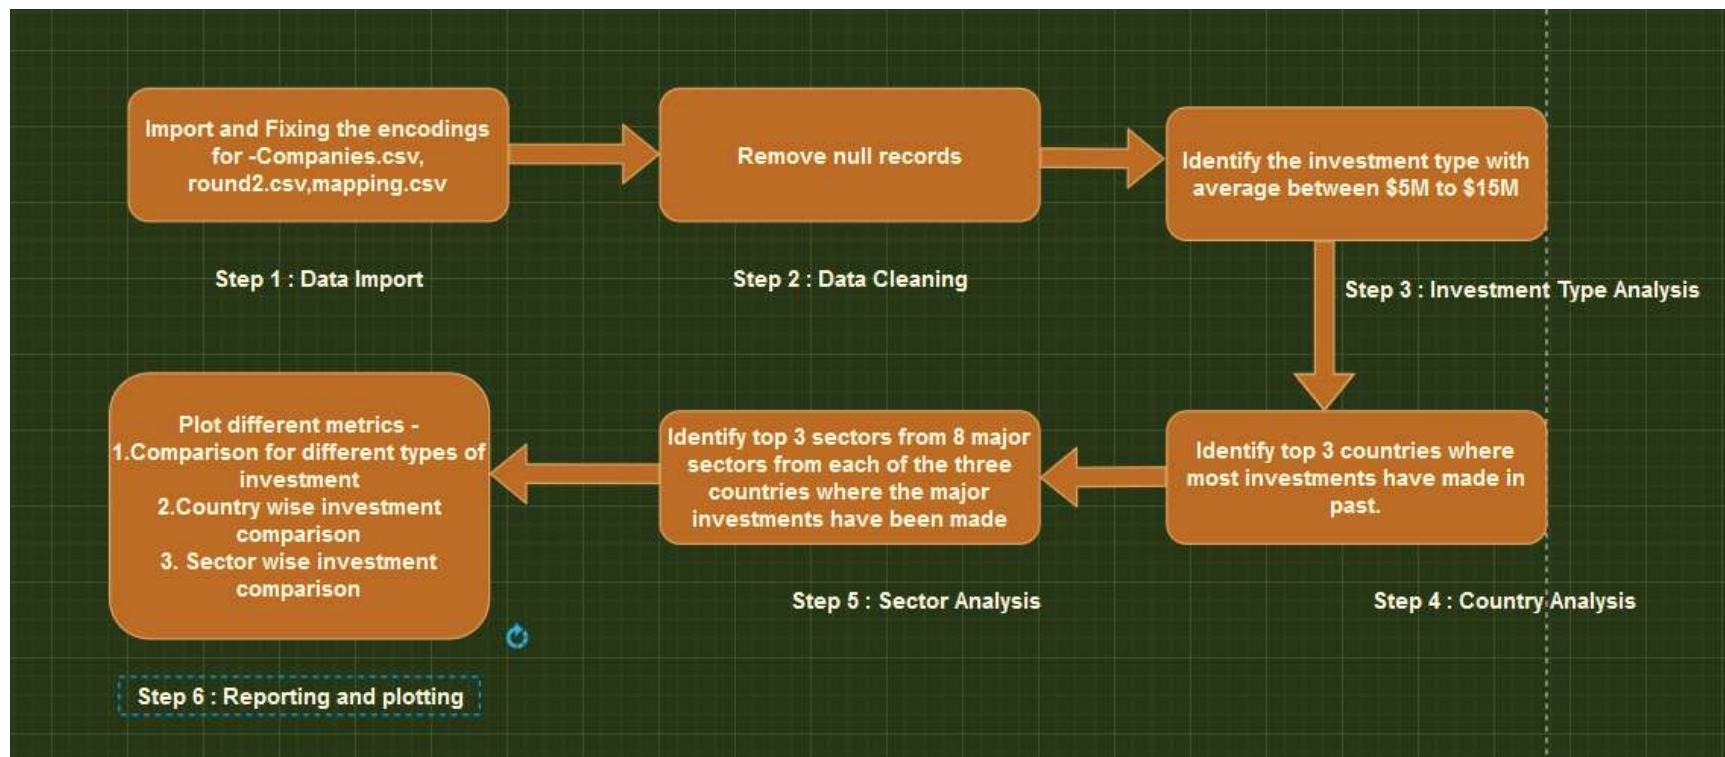 Import and Fixing the encodings
for -Companies.csv,
round2.csv,mapping.csv
Step 1 : Data Import
Remove null records
Step 2 : Data Cleaning
Identify the investment type with
average between $5M to $15M
Step 3 : Investment Type Analysis
Identify top 3 countries where
most investments have made in
past.
Step 4 : Country Analysis
Identify top 3 sectors from 8 major
sectors from each of the three
countries where the major
investments have been made
Step 5 : Sector Analysis
Plot different metrics -
1.Comparison for different types of
investment
2.Country wise investment
comparison
3. Sector wise investment
comparison
Step 6 : Reporting and plotting